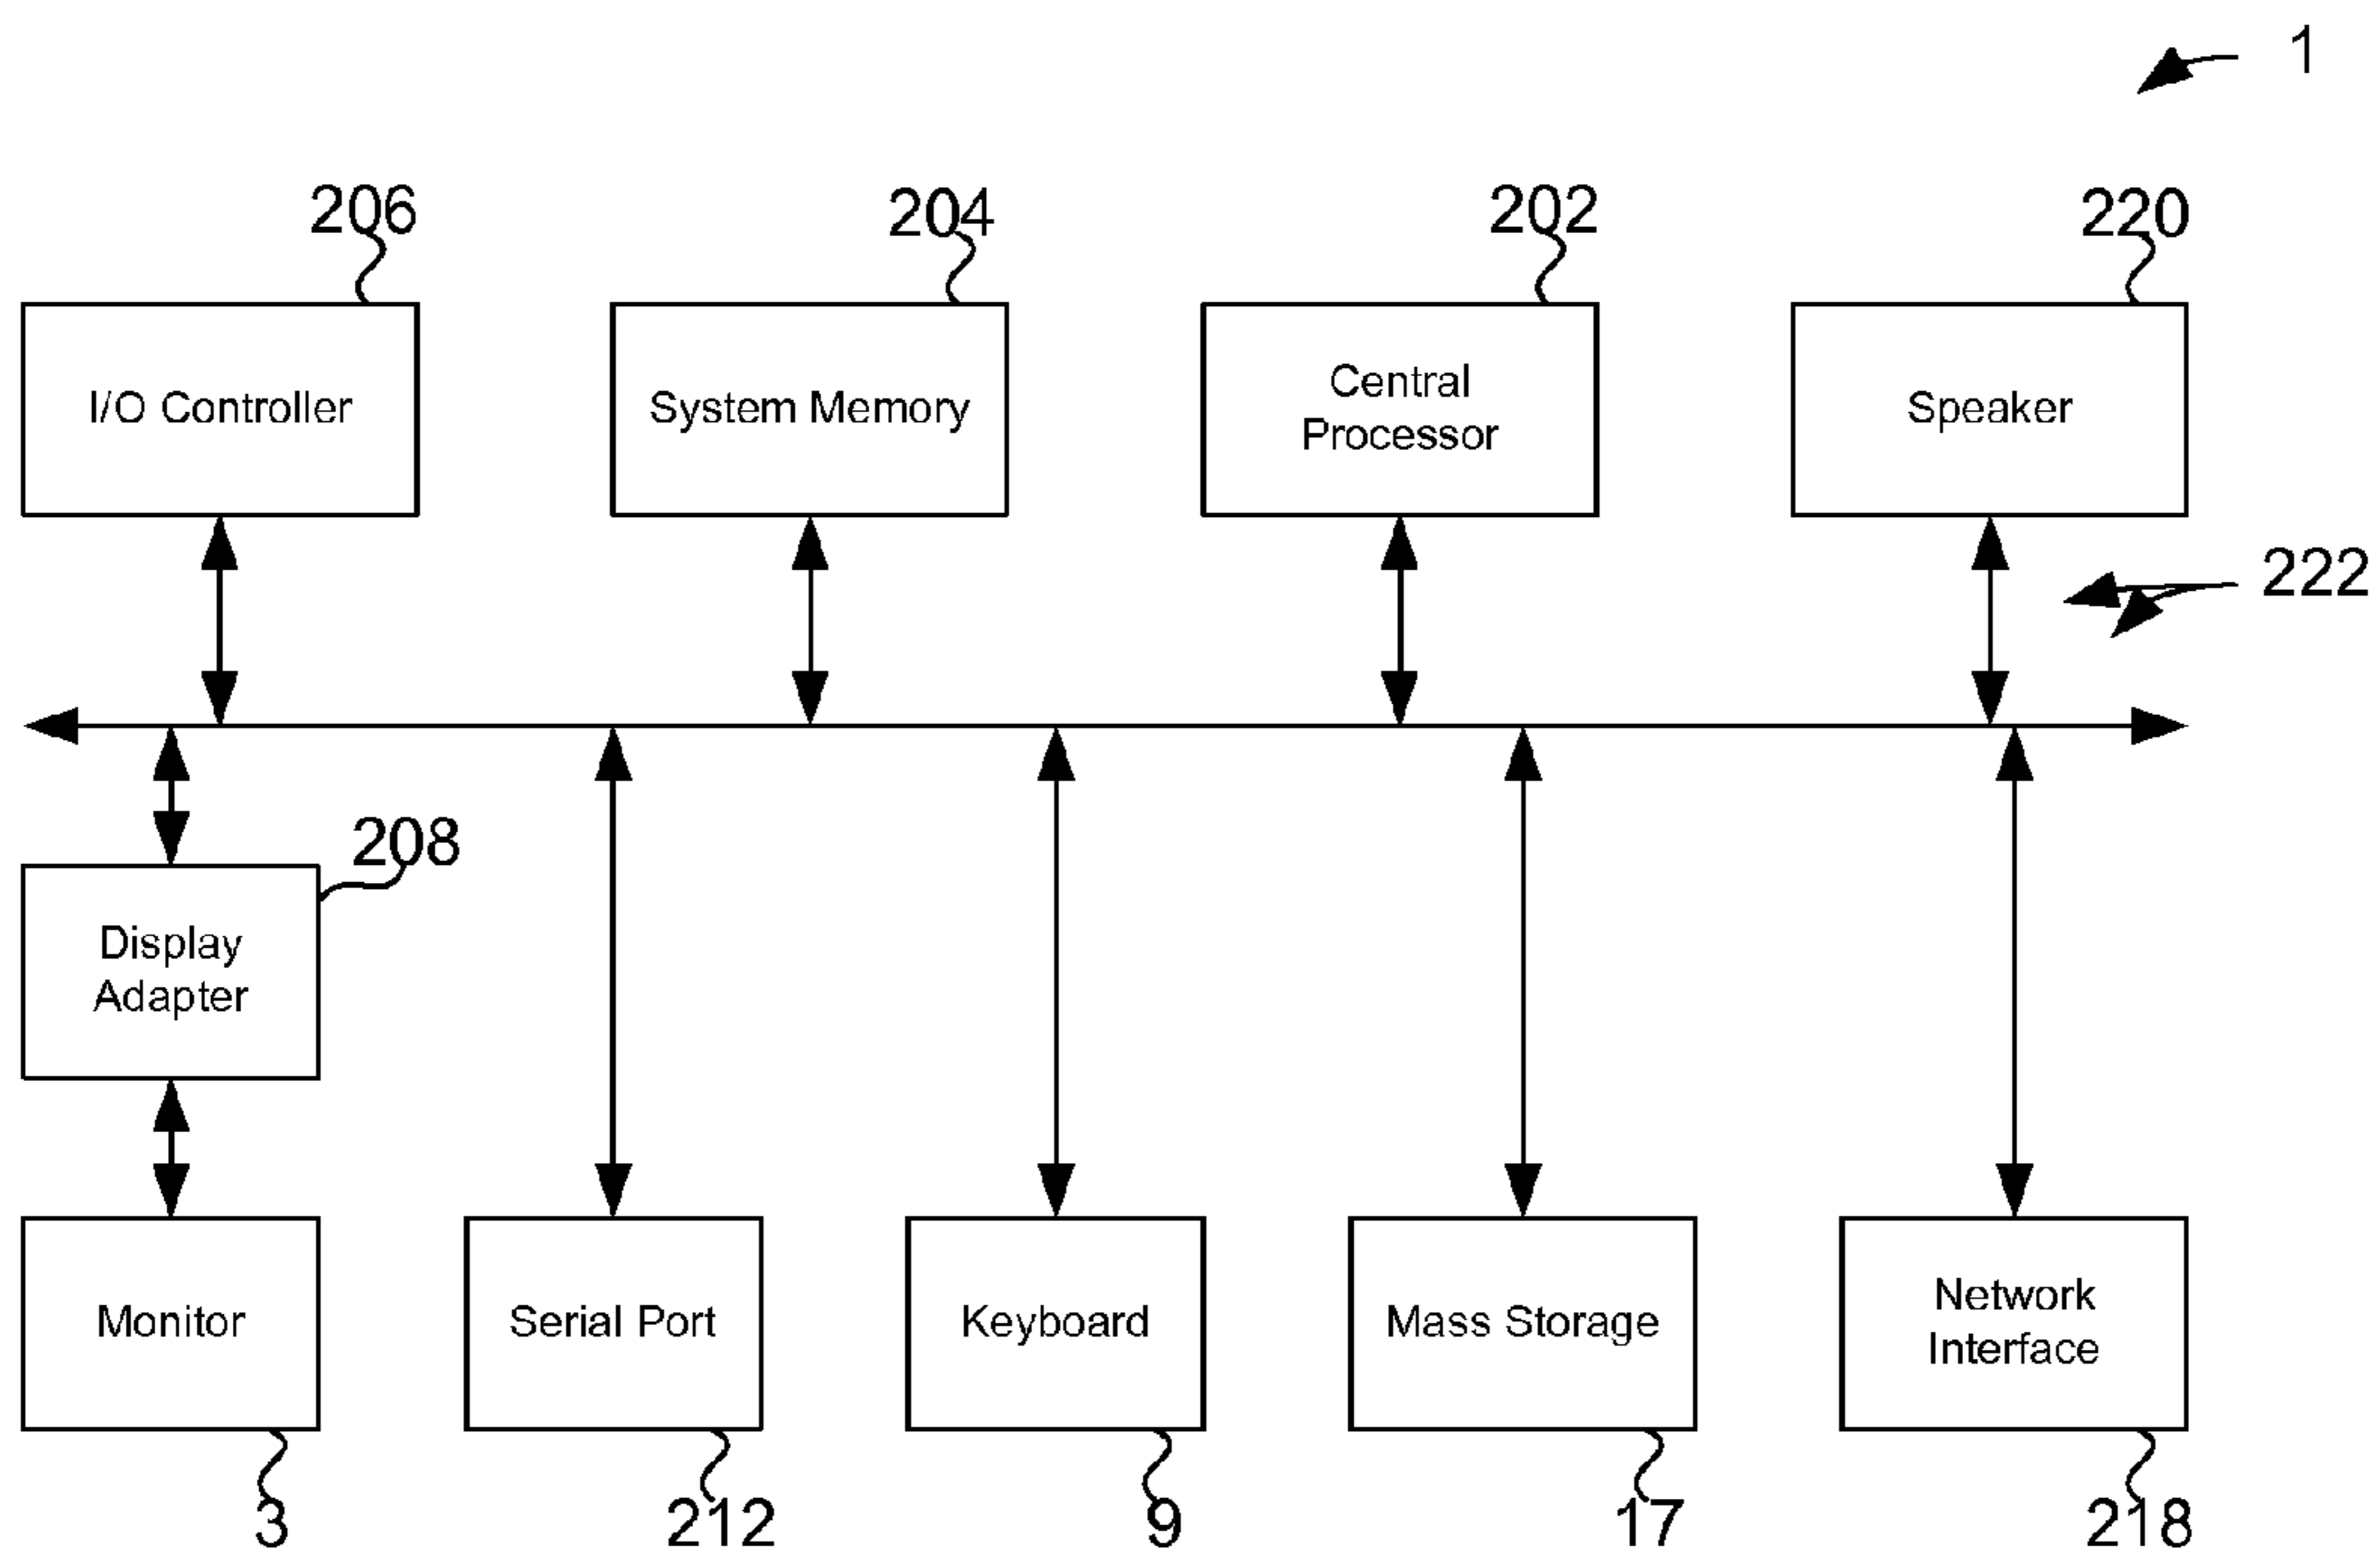 1
206
204
202
220
I/O Controller
System Memory
Central
Processor
Speaker
222
208
Display
Adapter
Monitor
Serial Port
Keyboard
Mass Storage
Network
Interface
3
212
9
17
218